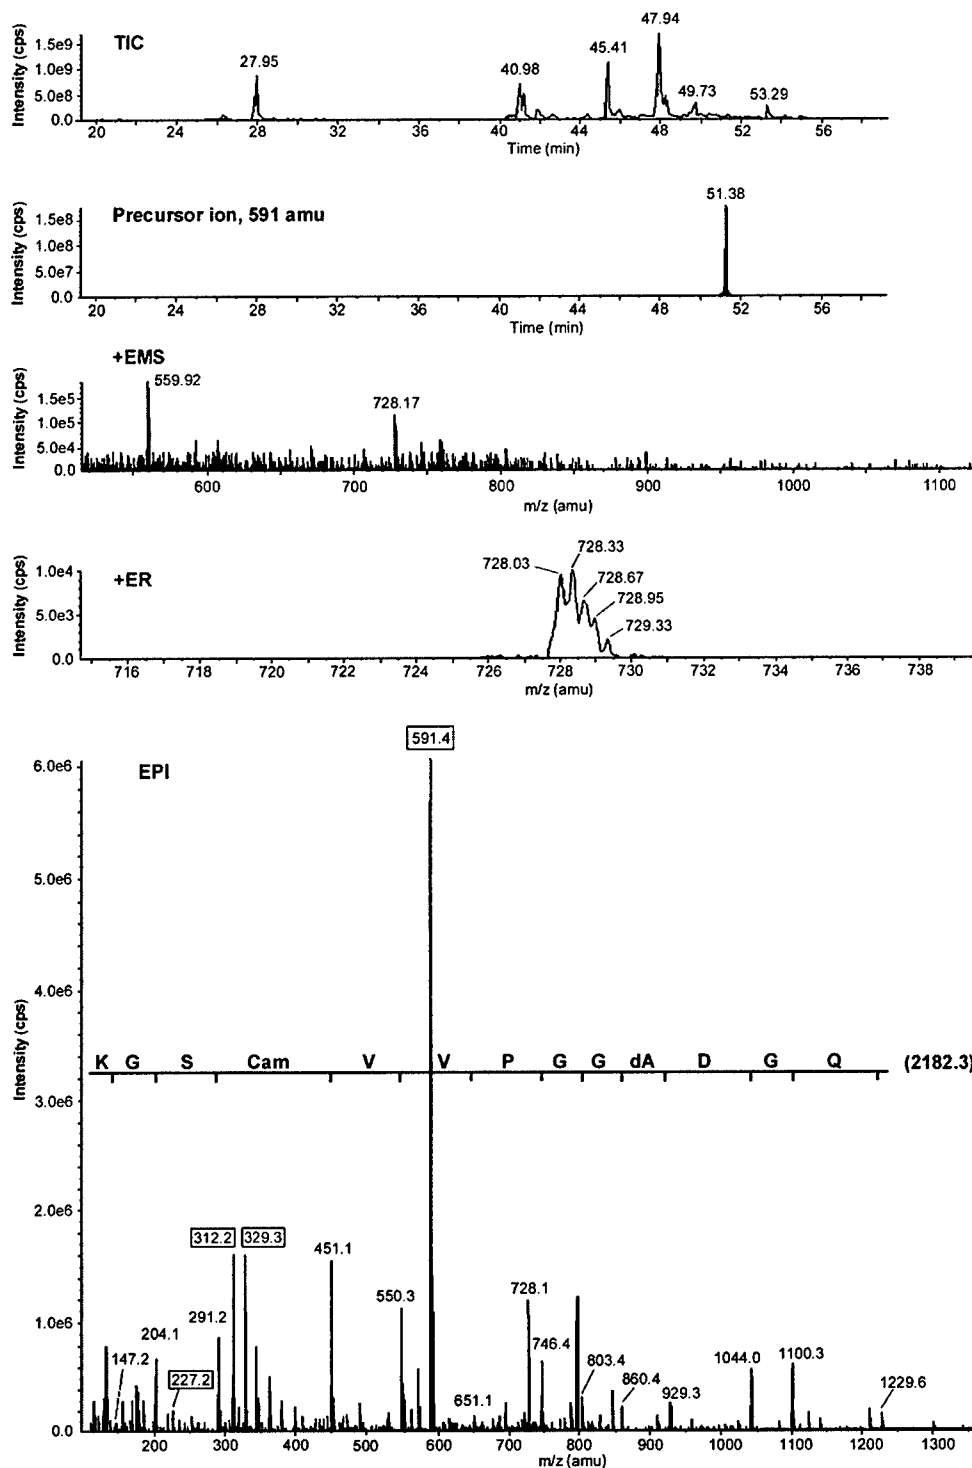 TIC
Intensity (cps)
1.5e9
1.0e9
5.0e8
0.0
27.95
40.98
45.41
47.94
49.73
53.29
20 24 28 32 36 40 44 48 52 56
Time (min)
Precursor ion, 591 amu
Intensity (cps)
1.5e8
1.0e8
5.0e7
0.0
51.38
20 24 28 32 36 40 44 48 52 56
Time (min)
+EMS
Intensity (cps)
1.5e5
1.0e5
5.0e4
0.0
559.92
728.17
600 700 800 900 1000 1100
m/z (amu)
+ER
Intensity (cps)
1.0e4
5.0e3
0.0
728.03
728.33
728.67
728.95
729.33
716 718 720 722 724 726 728 730 732 734 736 738
m/z (amu)
EPI
Intensity (cps)
6.0e6
5.0e6
4.0e6
3.0e6
2.0e6
1.0e6
0.0
591.4
K G S Cam V V P G G dA D G Q (2182.3)
147.2
204.1
227.2
291.2
312.2
329.3
451.1
550.3
651.1
728.1
746.4
803.4
860.4
929.3
1044.0
1100.3
1229.6
200 300 400 500 600 700 800 900 1000 1100 1200 1300
m/z (amu)